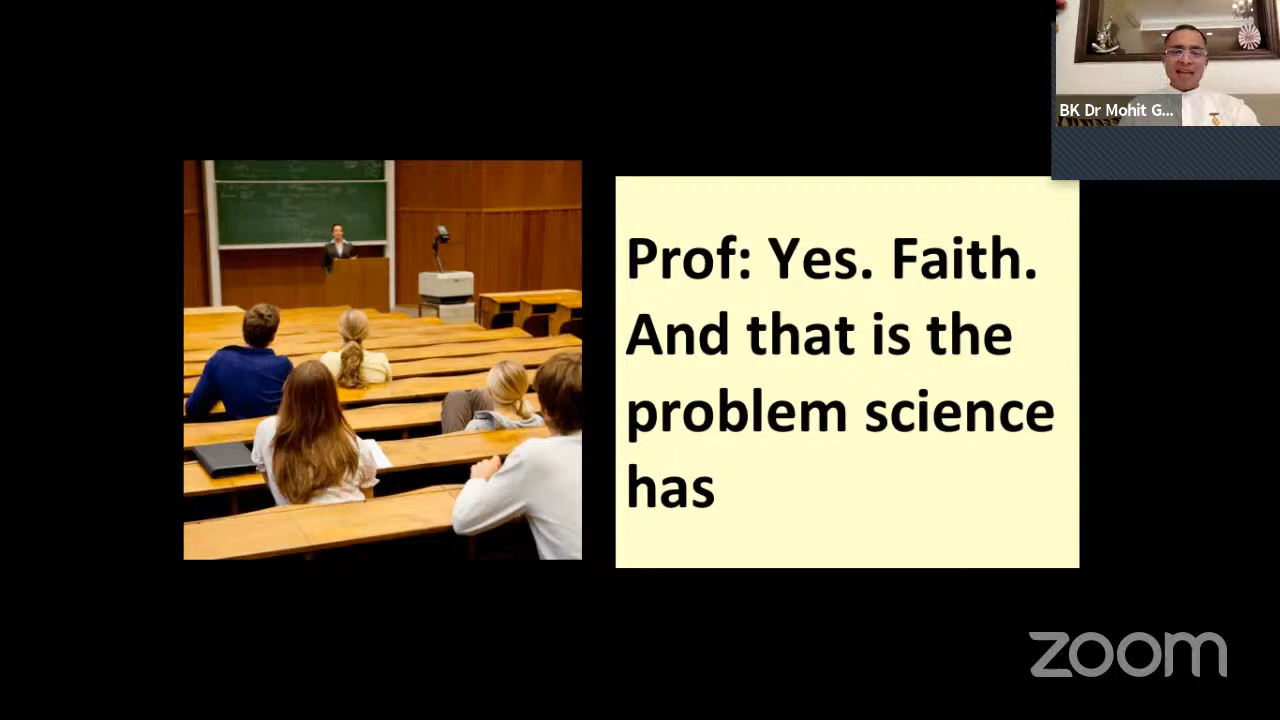 BK Dr Mohit G...
Prof: Yes. Faith.
And that is the
problem science
has
zoom